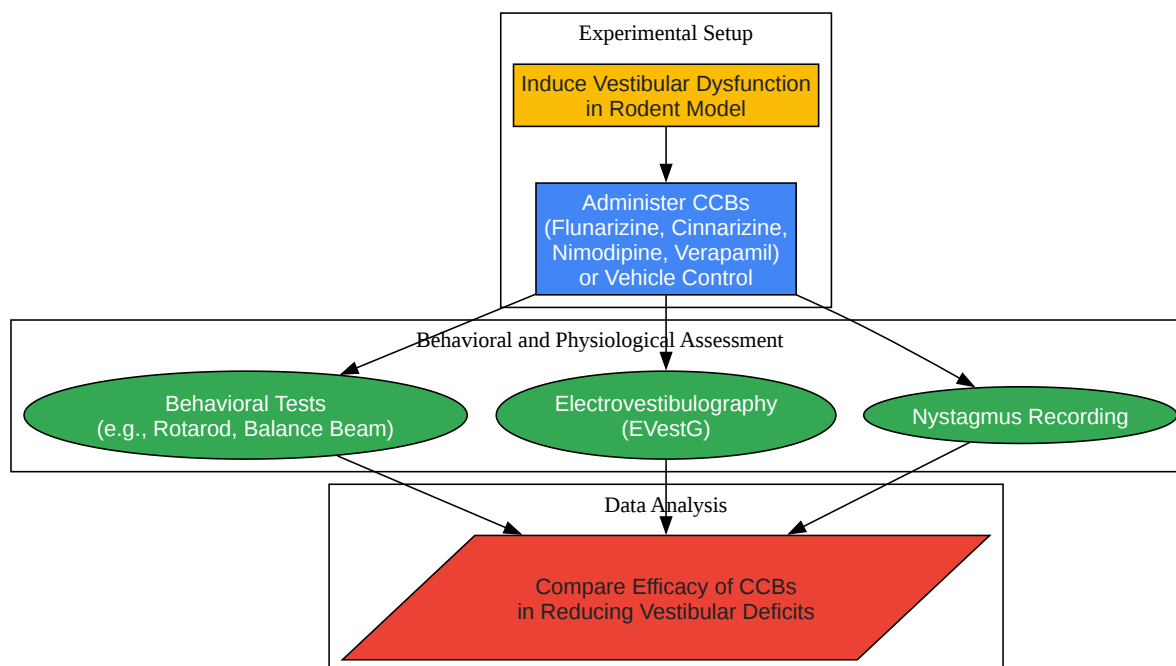 Experimental Setup
Induce Vestibular Dysfunction
in Rodent Model
Administer CCBs
(Flunarizine, Cinnarizine,
Nimodipine, Verapamil)
or Vehicle Control
Behavioral and Physiological Assessment
Behavioral Tests
(e.g., Rotarod, Balance Beam)
Electrovestibulography
(EVestG)
Nystagmus Recording
Data Analysis
Compare Efficacy of CCBs
in Reducing Vestibular Deficits